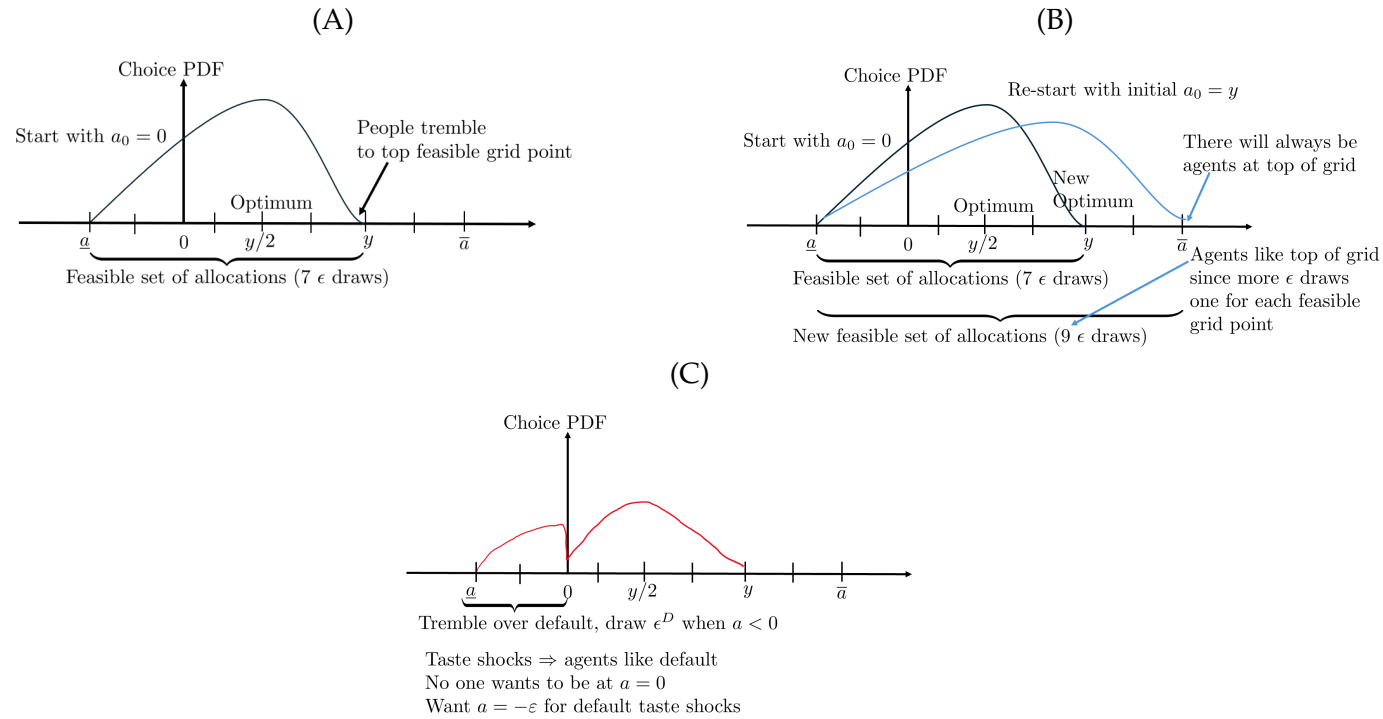 (A)
Choice PDF
Start with a₀ = 0
People tremble
to top feasible grid point
Optimum
a̲ 0 y/2 y a̅
Feasible set of allocations (7 ϵ draws)
(B)
Choice PDF
Re-start with initial a₀ = y
Start with a₀ = 0
There will always be
agents at top of grid
New
Optimum
Optimum
a̲ 0 y/2 y a̅
Feasible set of allocations (7 ϵ draws)
Agents like top of grid
since more ϵ draws
one for each feasible
grid point
New feasible set of allocations (9 ϵ draws)
(C)
Choice PDF
a̲ 0 y/2 y a̅
Tremble over default, draw ϵᴰ when a < 0
Taste shocks ⇒ agents like default
No one wants to be at a = 0
Want a = −ε for default taste shocks